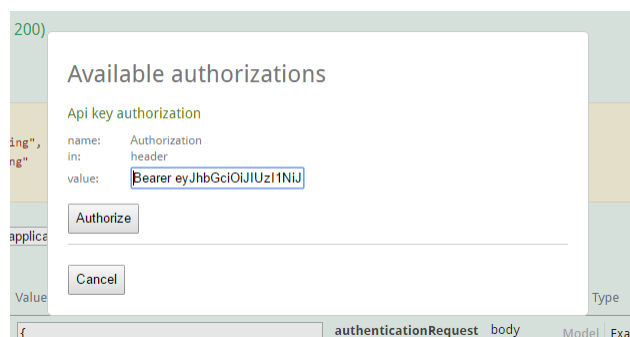 200)
Available authorizations
Api key authorization
ing",
name: Authorization
ng"
in: header
value: Bearer eyJhbGciOiJIUzI1NiJ
Authorize
applica
Cancel
Value
Type
{
authenticationRequest body
Model Exa